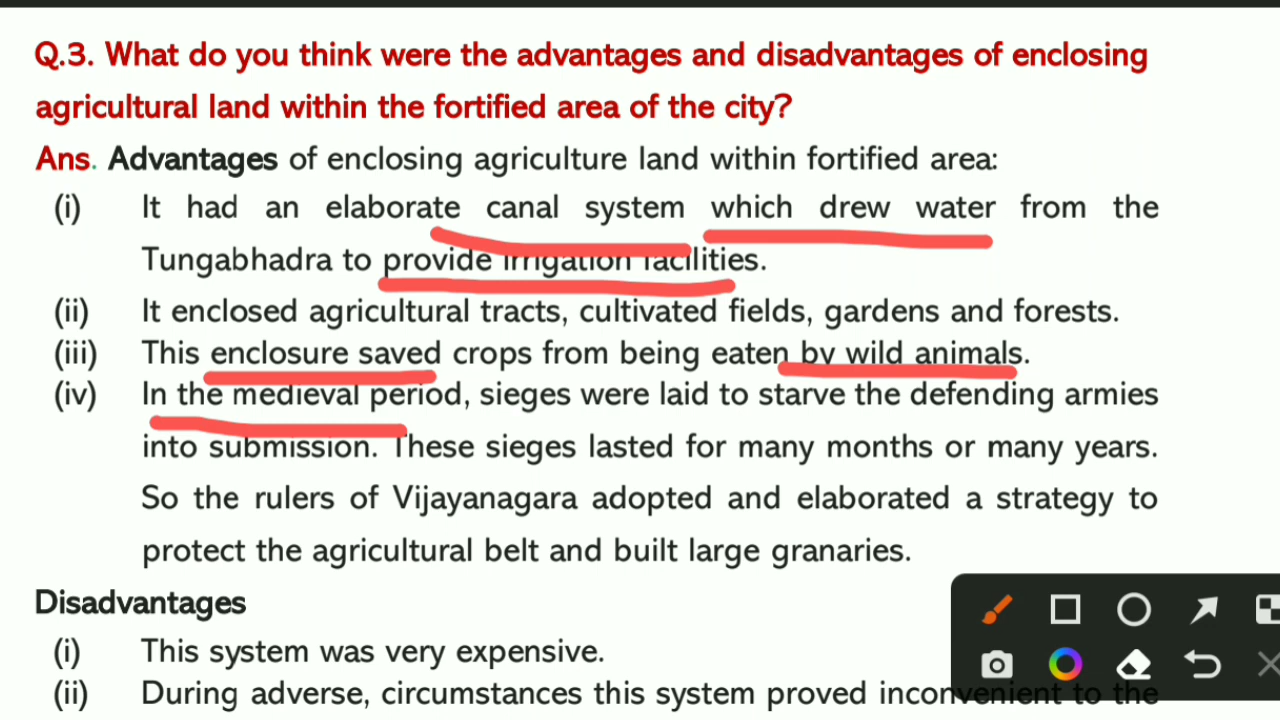 Q.3. What do you think were the advantages and disadvantages of enclosing
agricultural land within the fortified area of the city?
Ans. Advantages of enclosing agriculture land within fortified area:
(i) It had an elaborate canal system which drew water from the
Tungabhadra to provide irrigation facilities.
(ii) It enclosed agricultural tracts, cultivated fields, gardens and forests.
(iii) This enclosure saved crops from being eaten by wild animals.
(iv) In the medieval period, sieges were laid to starve the defending armies
into submission. These sieges lasted for many months or many years.
So the rulers of Vijayanagara adopted and elaborated a strategy to
protect the agricultural belt and built large granaries.
Disadvantages
(i) This system was very expensive.
(ii) During adverse, circumstances this system proved inconvenient to the